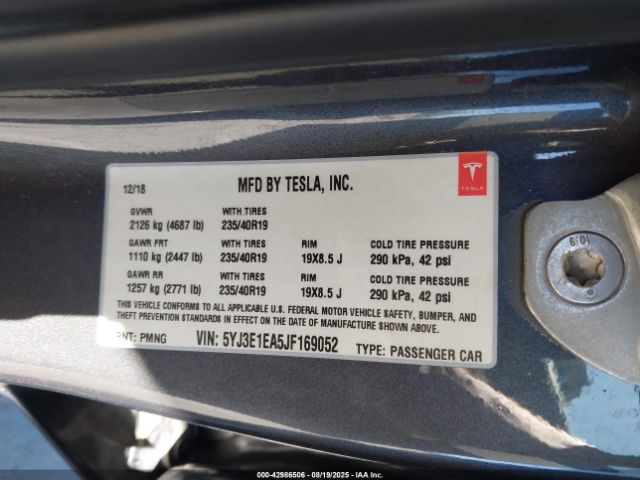 12/18 MFD BY TESLA, INC.
TESLA
GVWR WITH TIRES
2126 kg (4687 lb) 235/40R19
GAWR FRT WITH TIRES RIM COLD TIRE PRESSURE
1110 kg (2447 lb) 235/40R19 19X8.5 J 290 kPa, 42 psi
GAWR RR WITH TIRES RIM COLD TIRE PRESSURE
1257 kg (2771 lb) 235/40R19 19X8.5 J 290 kPa, 42 psi
THIS VEHICLE CONFORMS TO ALL APPLICABLE U.S. FEDERAL MOTOR VEHICLE SAFETY, BUMPER, AND
THEFT PREVENTION STANDARDS IN EFFECT ON THE DATE OF MANUFACTURE SHOWN ABOVE.
PNT: PMNG VIN: 5YJ3E1EA5JF169052 TYPE: PASSENGER CAR
10.9
000-42986506 - 08/19/2025 - IAA Inc.